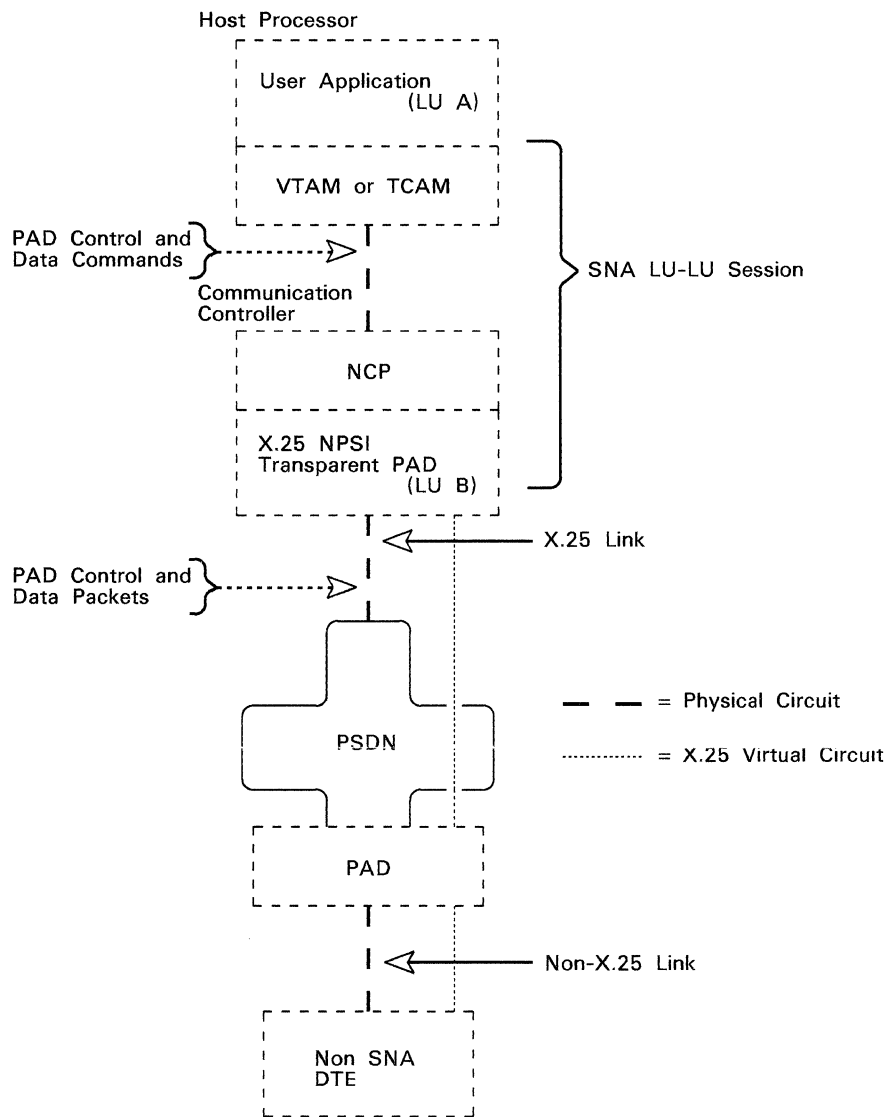 Host Processor
User Application
(LU A)
VTAM or TCAM
PAD Control and
Data Commands
SNA LU-LU Session
Communication
Controller
NCP
X.25 NPSI
Transparent PAD
(LU B)
X.25 Link
PAD Control and
Data Packets
= Physical Circuit
PSDN
= X.25 Virtual Circuit
PAD
Non-X.25 Link
Non SNA
DTE